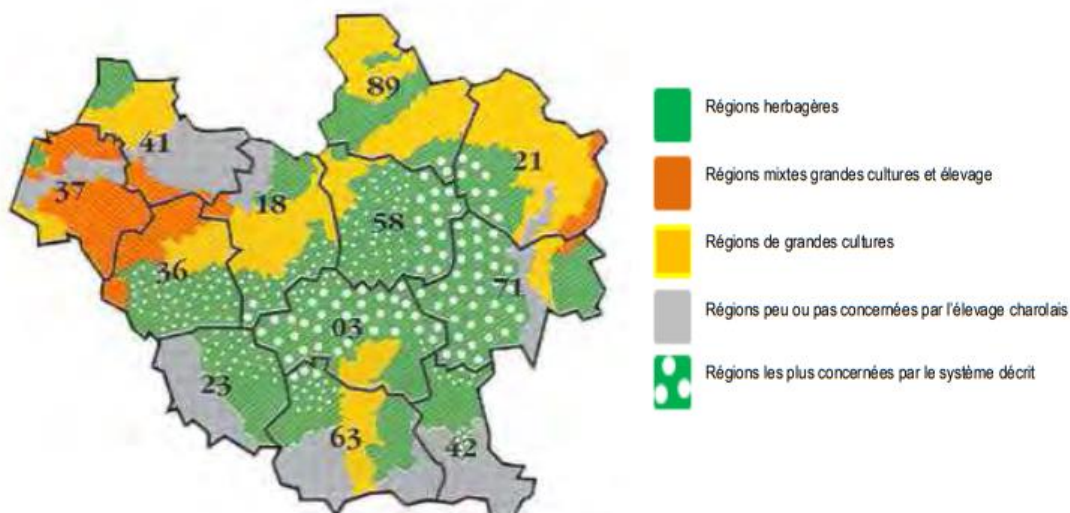 89
41
21
37
18
58
36
71
03
23
63
42
Régions herbagères
Régions mixtes grandes cultures et élevage
Régions de grandes cultures
Régions peu ou pas concernées par l'élevage charolais
Régions les plus concernées par le système décrit